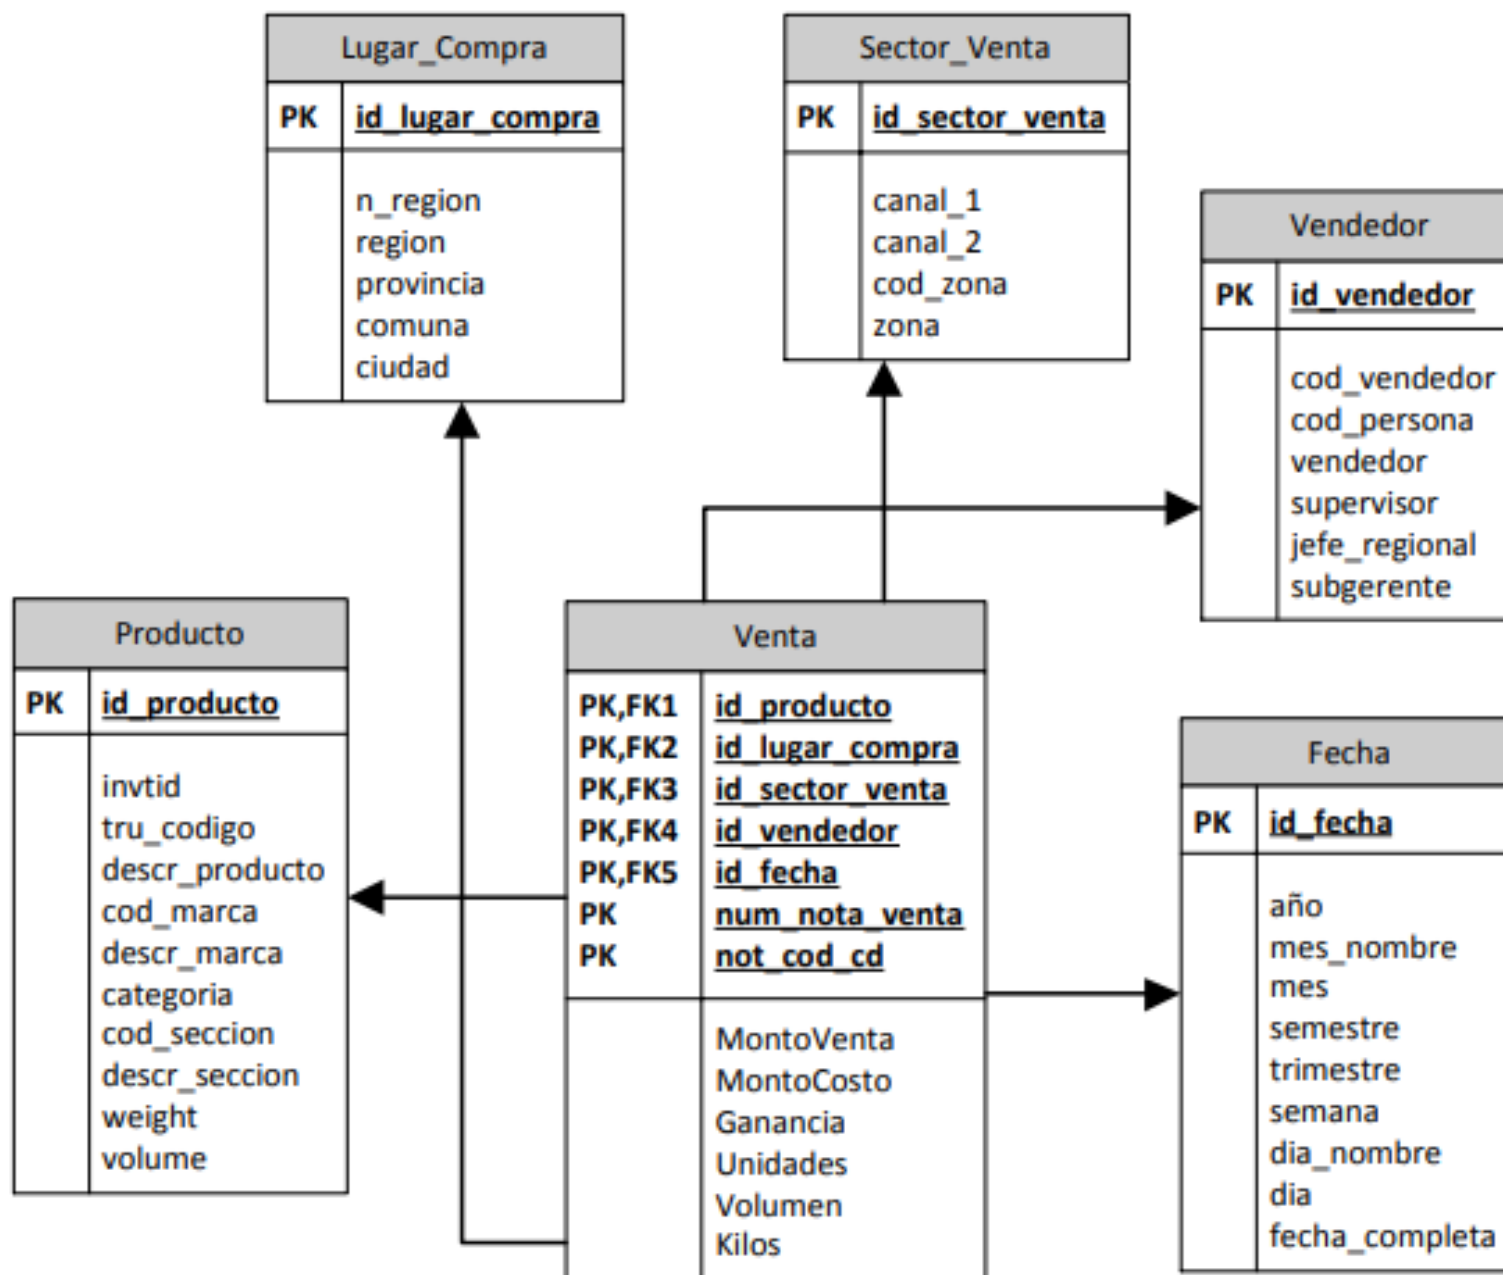 Lugar_Compra
PK id_lugar_compra
n_region
region
provincia
comuna
ciudad
Sector_Venta
PK id_sector_venta
canal_1
canal_2
cod_zona
zona
Vendedor
PK id_vendedor
cod_vendedor
cod_persona
vendedor
supervisor
jefe_regional
subgerente
Producto
PK id_producto
invtid
tru_codigo
descr_producto
cod_marca
descr_marca
categoria
cod_seccion
descr_seccion
weight
volume
Venta
PK,FK1 id_producto
PK,FK2 id_lugar_compra
PK,FK3 id_sector_venta
PK,FK4 id_vendedor
PK,FK5 id_fecha
PK num_nota_venta
PK not_cod_cd
MontoVenta
MontoCosto
Ganancia
Unidades
Volumen
Kilos
Fecha
PK id_fecha
año
mes_nombre
mes
semestre
trimestre
semana
dia_nombre
dia
fecha_completa